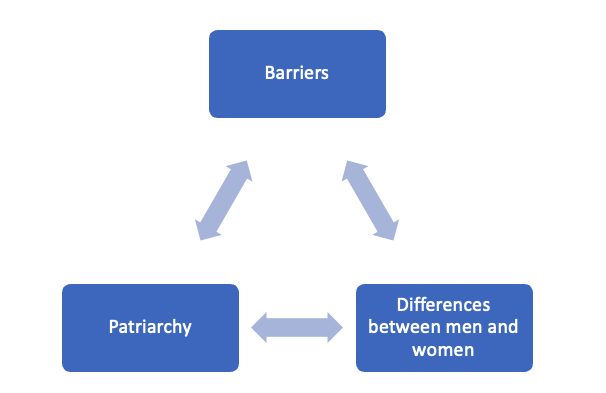 Barriers
Patriarchy
Differences
between men and
women